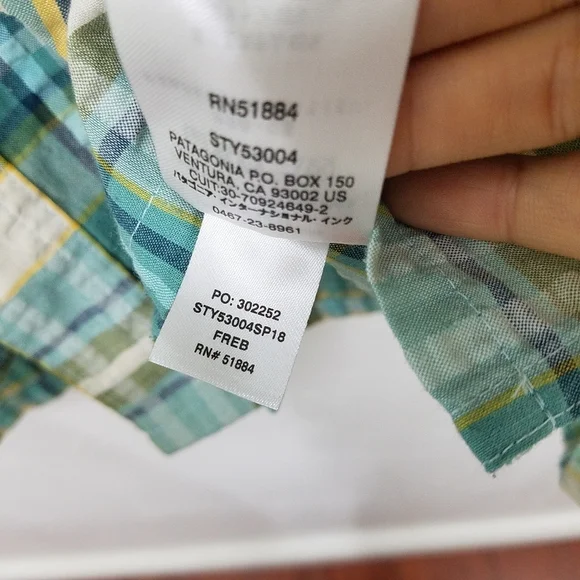 RN51884
STY53004
PATAGONIA P.O. BOX 150
VENTURA, CA 93002 US
CUIT:30-70924649-2
パタゴニア・インターナショナル・インク
0467-23-8961
PO: 302252
STY53004SP18
FREB
RN# 51884